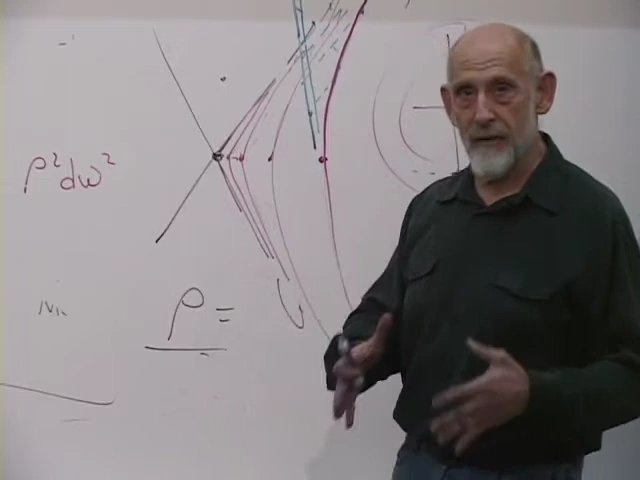 ρ²dω²
ρ =